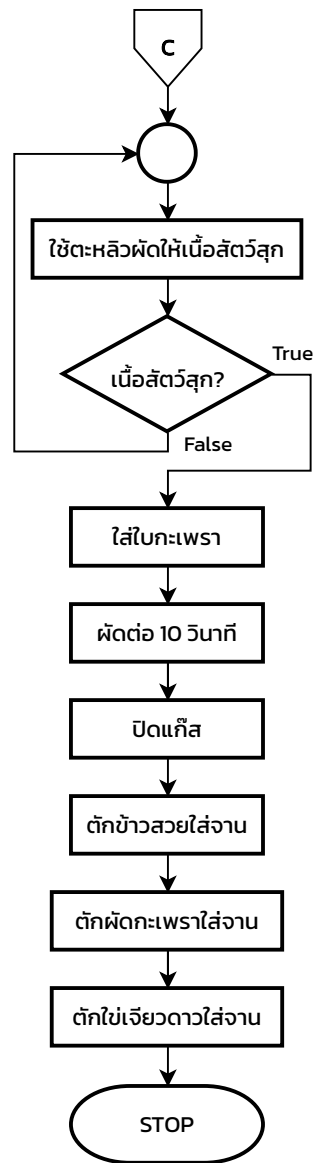 C
ใช้ตะหลิวผัดให้เนื้อสัตว์สุก
เนื้อสัตว์สุก?
True
False
ใส่ใบกะเพรา
ผัดต่อ 10 วินาที
ปิดแก๊ส
ตักข้าวสวยใส่จาน
ตักผัดกะเพราใส่จาน
ตักใข่เจียวดาวใส่จาน
STOP